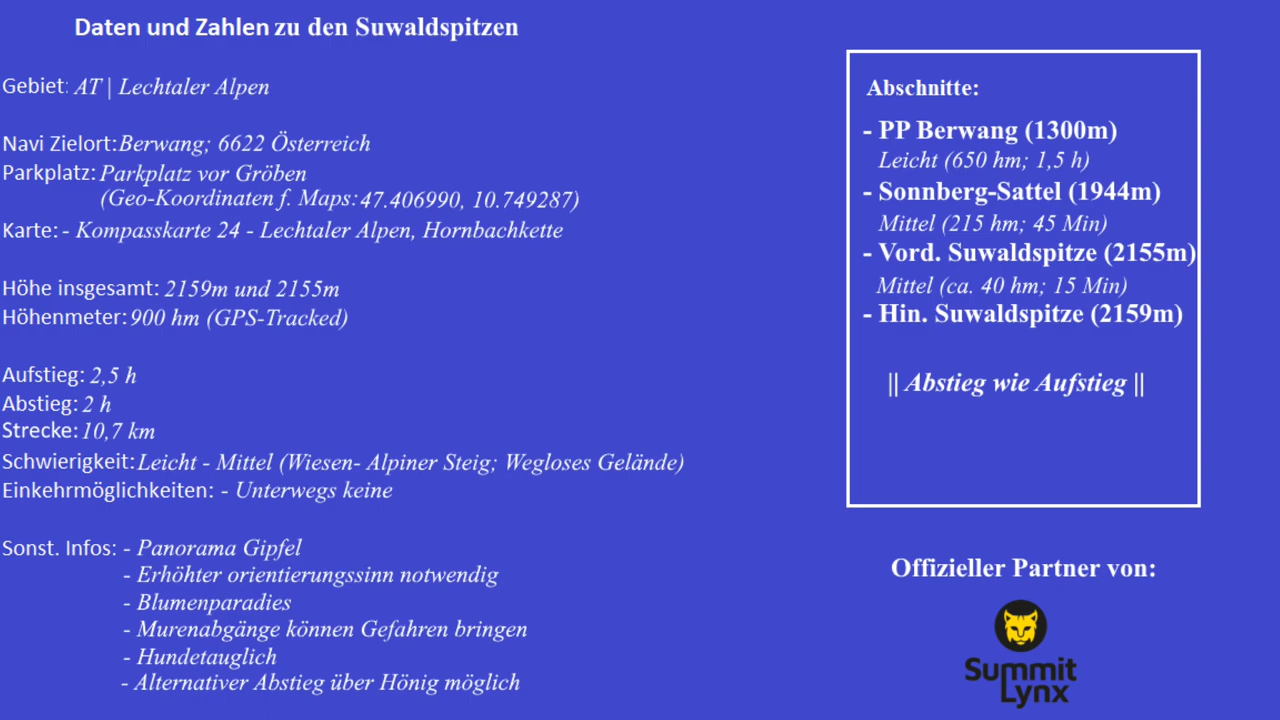 Daten und Zahlen zu den Suwaldspitzen
Gebiet: AT | Lechtaler Alpen
Navi Zielort: Berwang; 6622 Österreich
Parkplatz: Parkplatz vor Gröben
(Geo-Koordinaten f. Maps: 47.406990, 10.749287)
Karte: - Kompasskarte 24 - Lechtaler Alpen, Hornbachkette
Höhe insgesamt: 2159m und 2155m
Höhenmeter: 900 hm (GPS-Tracked)
Aufstieg: 2,5 h
Abstieg: 2 h
Strecke: 10,7 km
Schwierigkeit: Leicht - Mittel (Wiesen- Alpiner Steig; Wegloses Gelände)
Einkehrmöglichkeiten: - Unterwegs keine
Sonst. Infos: - Panorama Gipfel
- Erhöhter orientierungssinn notwendig
- Blumenparadies
- Murenabgänge können Gefahren bringen
- Hundetauglich
- Alternativer Abstieg über Hönig möglich
Abschnitte:
- PP Berwang (1300m)
Leicht (650 hm; 1,5 h)
- Sonnberg-Sattel (1944m)
Mittel (215 hm; 45 Min)
- Vord. Suwaldspitze (2155m)
Mittel (ca. 40 hm; 15 Min)
- Hin. Suwaldspitze (2159m)
|| Abstieg wie Aufstieg ||
Offizieller Partner von:
Summit
Lynx